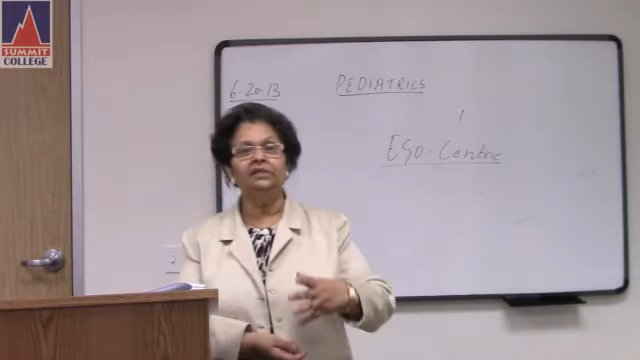 SUMMIT
COLLEGE
6-20-13
PEDIATRICS
Ego-Centric